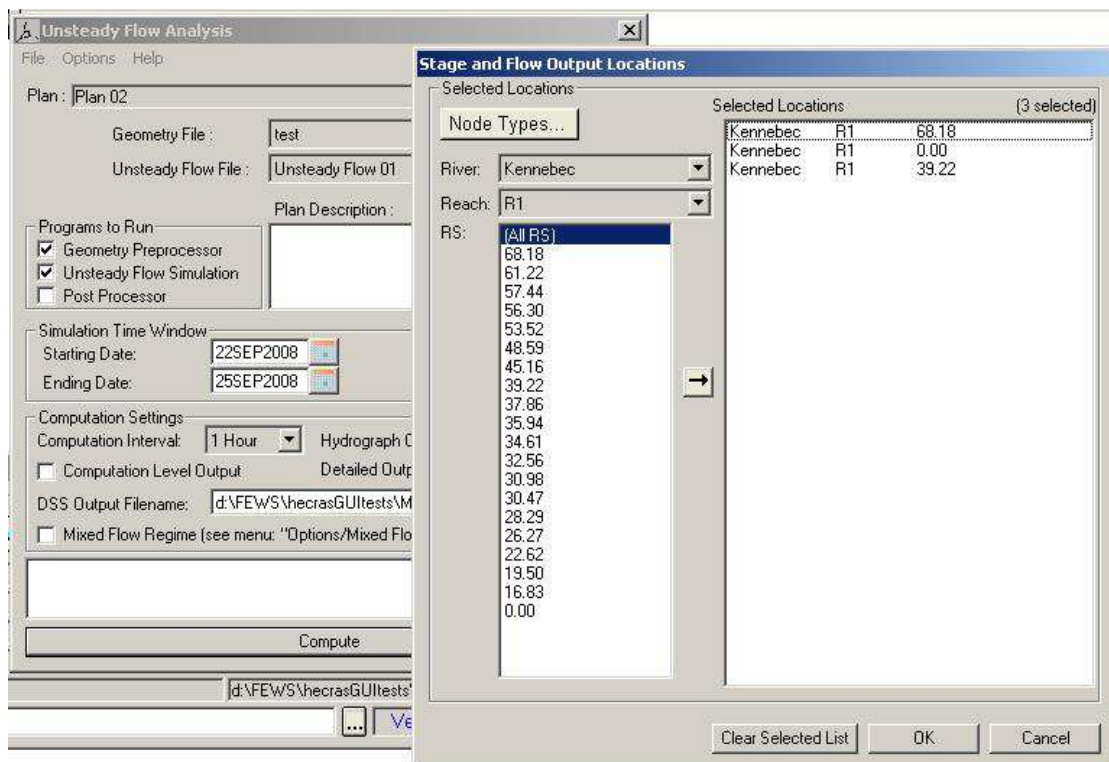 Unsteady Flow Analysis
File Options Help
Plan : Plan 02
Geometry File : test
Unsteady Flow File : Unsteady Flow 01
Plan Description :
Programs to Run
Geometry Preprocessor
Unsteady Flow Simulation
Post Processor
Simulation Time Window
Starting Date: 22SEP2008
Ending Date: 25SEP2008
Computation Settings
Computation Interval: 1 Hour Hydrograph
Computation Level Output Detailed
DSS Output Filename: d:\FEWS\hecrasGUItests\M
Mixed Flow Regime (see menu: "Options/Mixed Flo
Compute
d:\FEWS\hecrasGUItests'
... Ve
Stage and Flow Output Locations
Selected Locations
Node Types...
River: Kennebec
Reach: R1
RS: (All RS)
68.18
61.22
57.44
56.30
53.52
48.59
45.16
39.22
37.86
35.94
34.61
32.56
30.98
30.47
28.29
26.27
22.62
19.50
16.83
0.00
Selected Locations (3 selected)
Kennebec R1 68.18
Kennebec R1 0.00
Kennebec R1 39.22
Clear Selected List OK Cancel